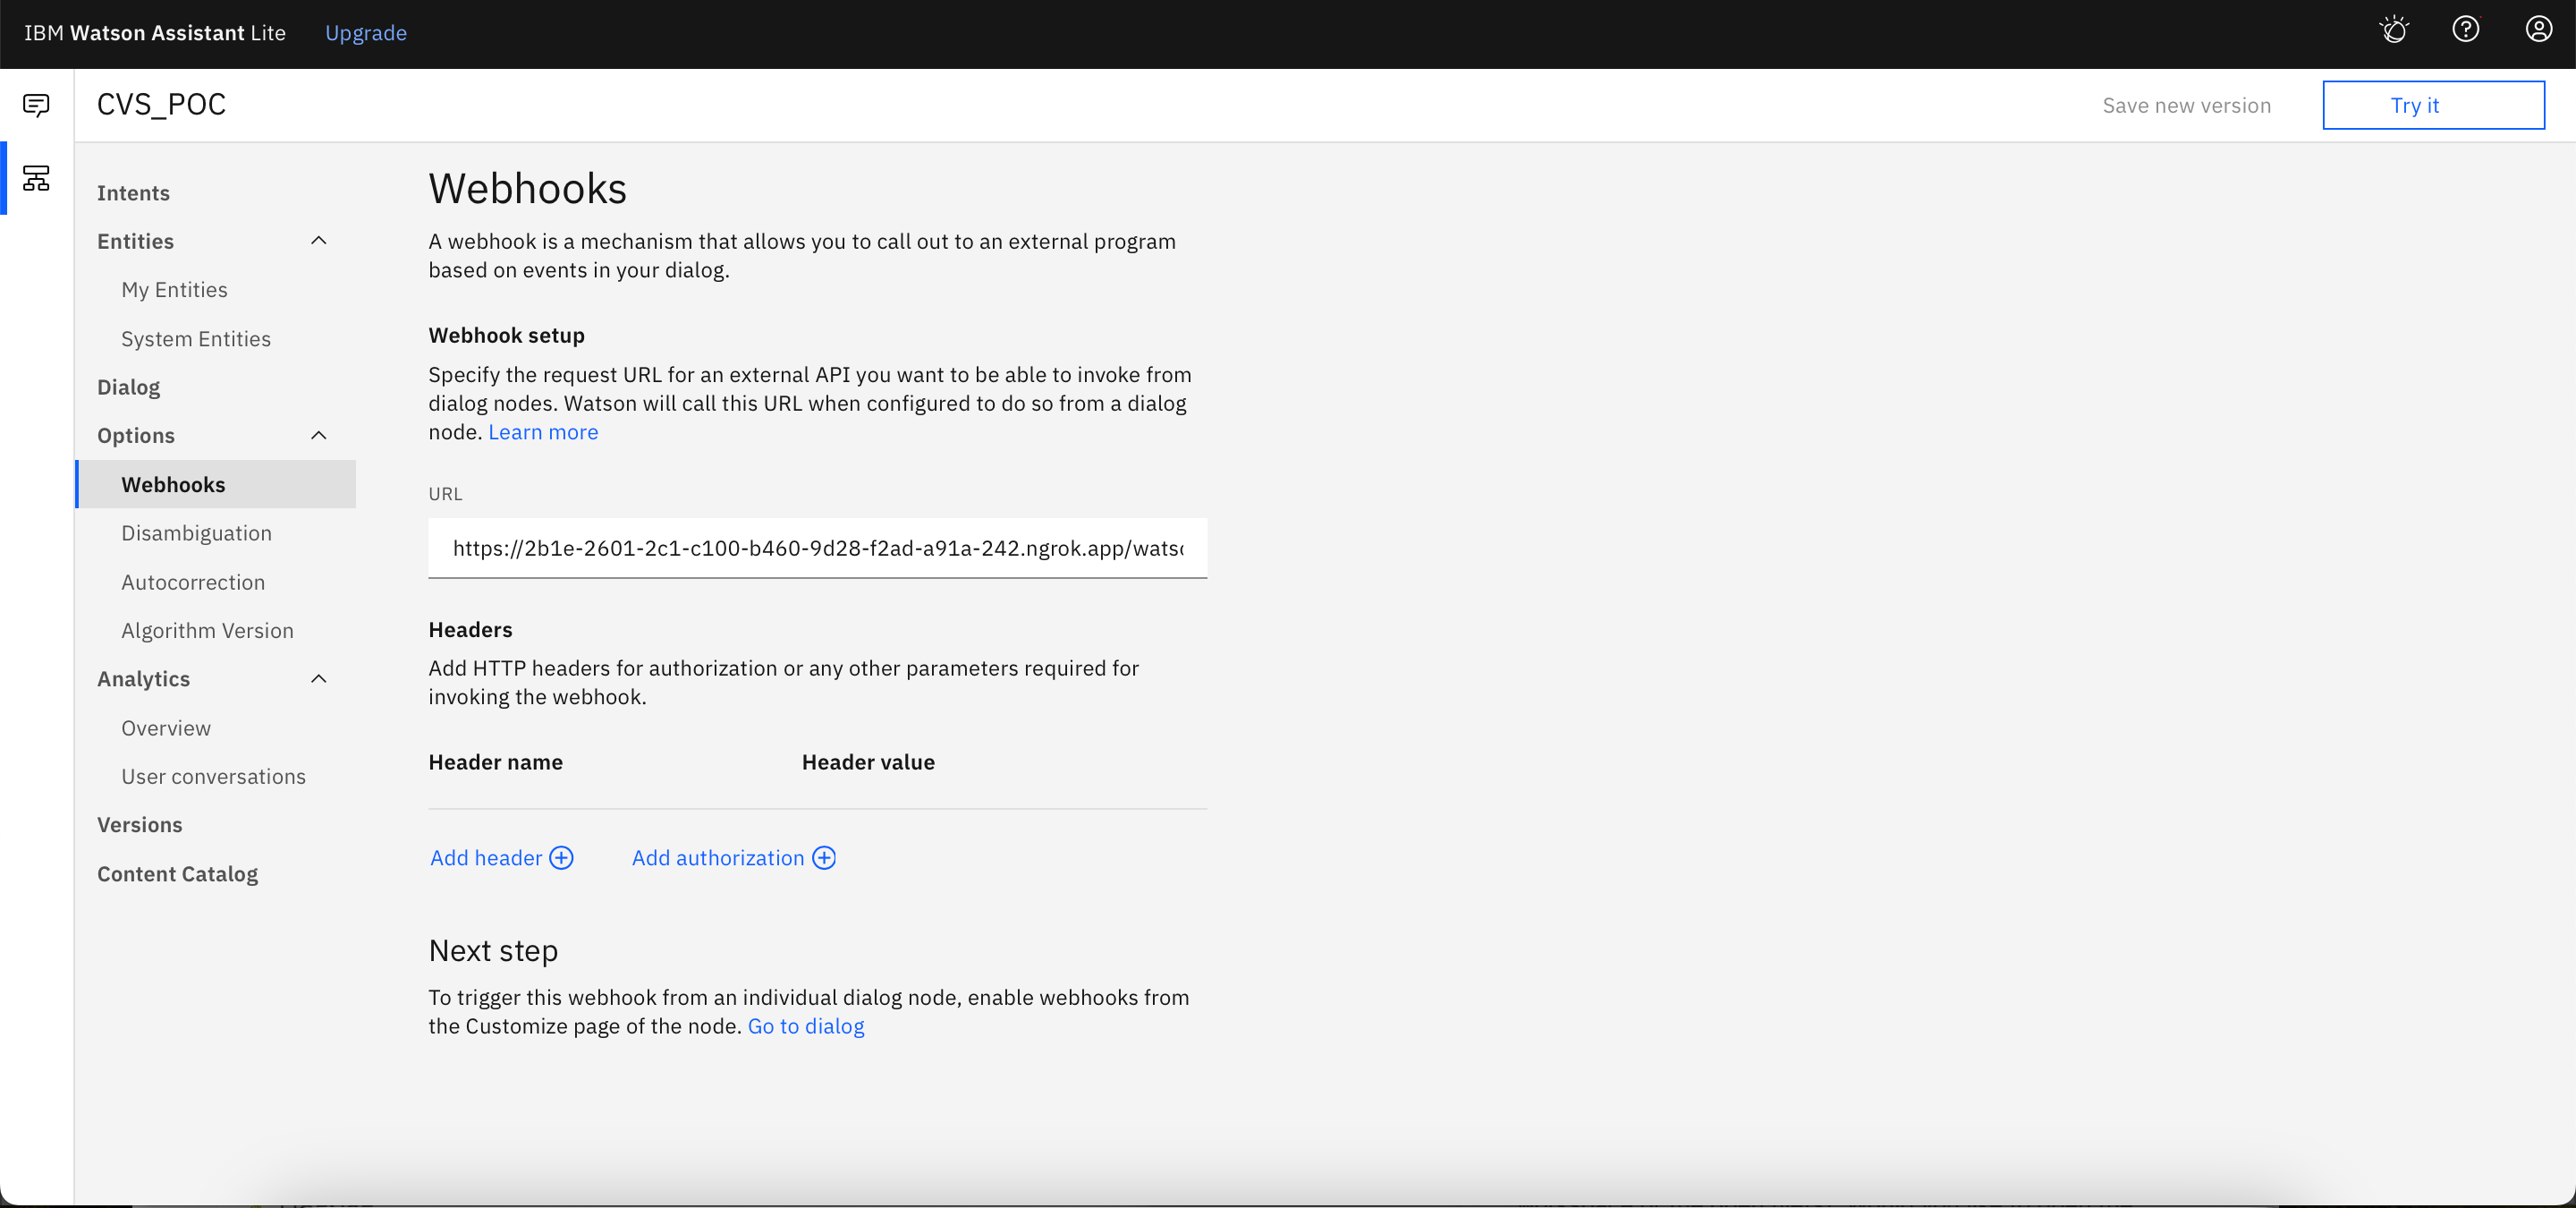 IBM Watson Assistant Lite
Upgrade
CVS_POC
Save new version
Try it
Intents
Entities
My Entities
System Entities
Dialog
Options
Webhooks
Disambiguation
Autocorrection
Algorithm Version
Analytics
Overview
User conversations
Versions
Content Catalog
Webhooks
A webhook is a mechanism that allows you to call out to an external program
based on events in your dialog.
Webhook setup
Specify the request URL for an external API you want to be able to invoke from
dialog nodes. Watson will call this URL when configured to do so from a dialog
node. Learn more
URL
https://2b1e-2601-2c1-c100-b460-9d28-f2ad-a91a-242.ngrok.app/wats
Headers
Add HTTP headers for authorization or any other parameters required for
invoking the webhook.
Header name Header value
Add header Add authorization
Next step
To trigger this webhook from an individual dialog node, enable webhooks from
the Customize page of the node. Go to dialog